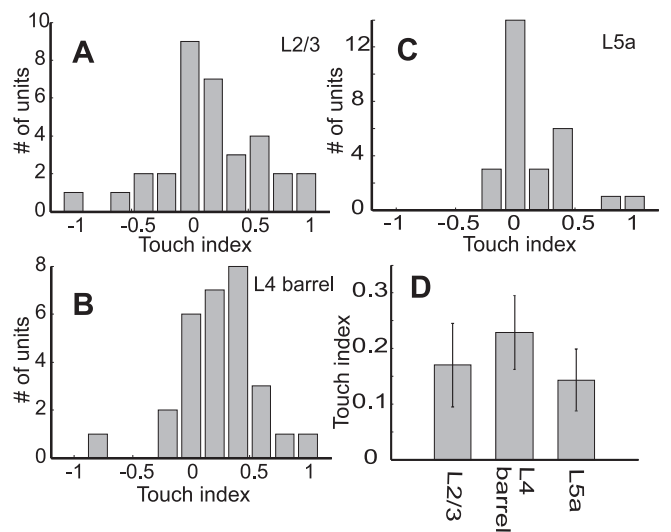 A
L2/3
10
8
6
4
2
0
# of units
-1
-0.5
0
0.5
1
Touch index
C
L5a
12
8
4
0
# of units
-1
-0.5
0
0.5
1
Touch index
B
L4 barrel
8
6
4
2
0
# of units
-1
-0.5
0
0.5
1
Touch index
D
0.3
0.2
0.1
0
Touch index
L2/3
L4
barrel
L5a